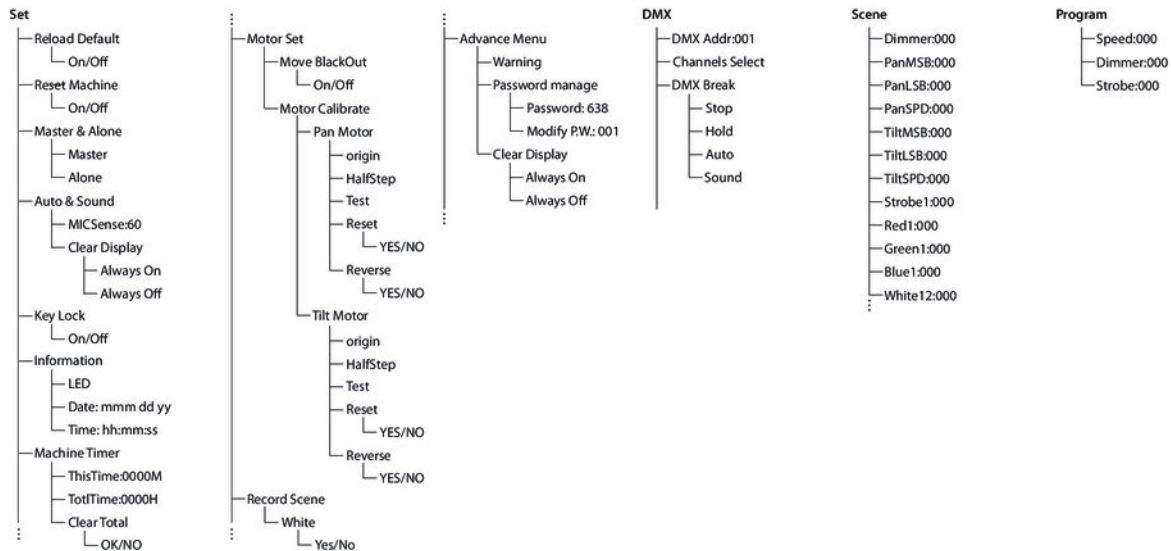 Set
Reload Default
On/Off
Reset Machine
On/Off
Master & Alone
Master
Alone
Auto & Sound
MICSense:60
Clear Display
Always On
Always Off
Key Lock
On/Off
Information
LED
Date: mmm dd yy
Time: hh:mm:ss
Machine Timer
ThisTime:0000M
TotlTime:0000H
Clear Total
OK/NO
Motor Set
Move BlackOut
On/Off
Motor Calibrate
Pan Motor
origin
HalfStep
Test
Reset
YES/NO
Reverse
YES/NO
Tilt Motor
origin
HalfStep
Test
Reset
YES/NO
Reverse
YES/NO
Record Scene
White
Yes/No
Advance Menu
Warning
Password manage
Password: 638
Modify P.W.: 001
Clear Display
Always On
Always Off
DMX
DMX Addr:001
Channels Select
DMX Break
Stop
Hold
Auto
Sound
Scene
Dimmer:000
PanMSB:000
PanLSB:000
PanSPD:000
TiltMSB:000
TiltLSB:000
TiltSPD:000
Strobe1:000
Red1:000
Green1:000
Blue1:000
White12:000
Program
Speed:000
Dimmer:000
Strobe:000